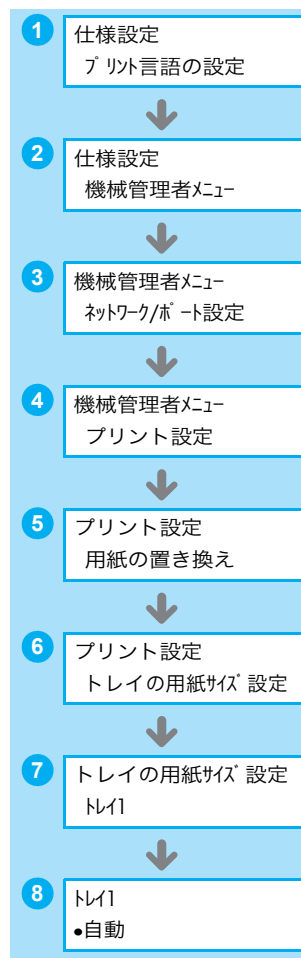 1
仕様設定
プリント言語の設定
2
仕様設定
機械管理者メニュー
3
機械管理者メニュー
ネットワーク/ポート設定
4
機械管理者メニュー
プリント設定
5
プリント設定
用紙の置き換え
6
プリント設定
トレイの用紙サイズ設定
7
トレイの用紙サイズ設定
トレイ1
8
トレイ1
●自動